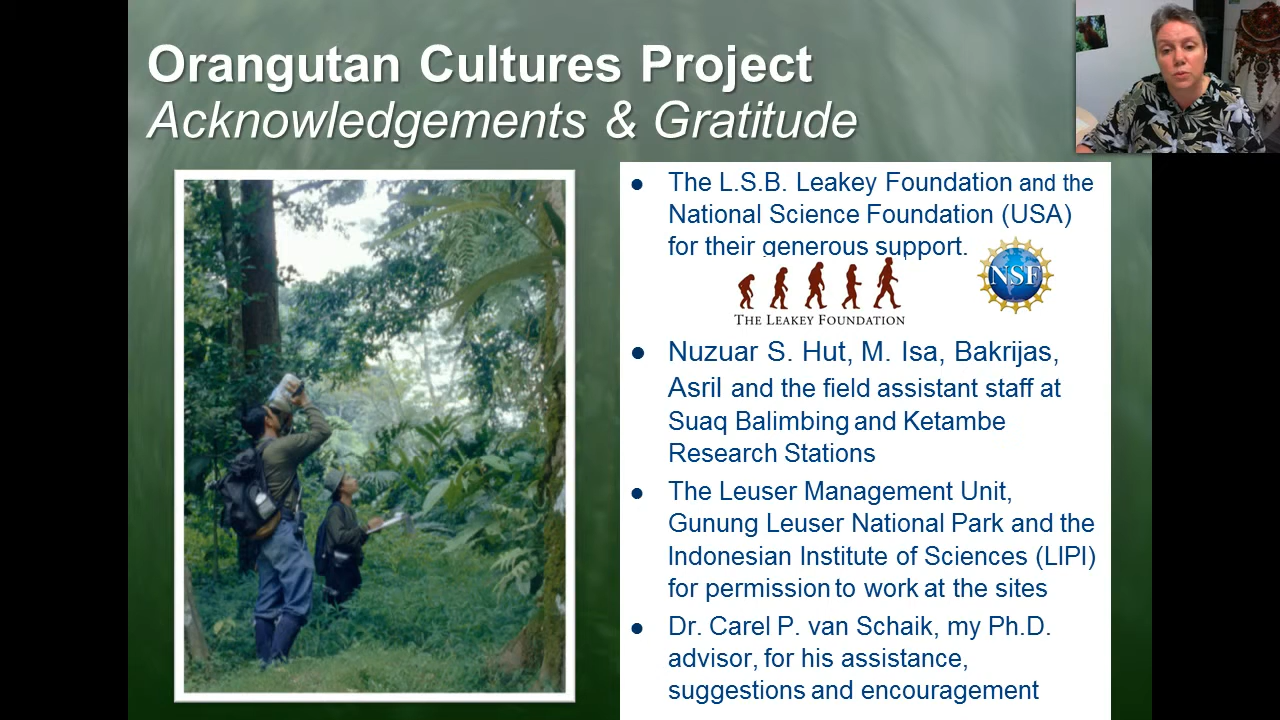 Orangutan Cultures Project
Acknowledgements & Gratitude
● The L.S.B. Leakey Foundation and the
National Science Foundation (USA)
for their generous support.
THE LEAKEY FOUNDATION
NSF
● Nuzuar S. Hut, M. Isa, Bakrijas,
Asril and the field assistant staff at
Suaq Balimbing and Ketambe
Research Stations
● The Leuser Management Unit,
Gunung Leuser National Park and the
Indonesian Institute of Sciences (LIPI)
for permission to work at the sites
● Dr. Carel P. van Schaik, my Ph.D.
advisor, for his assistance,
suggestions and encouragement